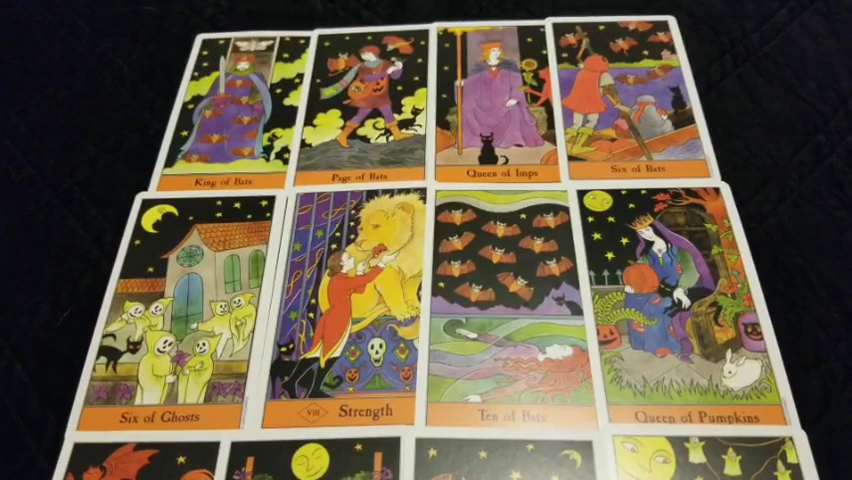 King of Bats
Page of Bats
Queen of Imps
Six of Bats
Six of Ghosts
VIII Strength
Ten of Bats
Queen of Pumpkins